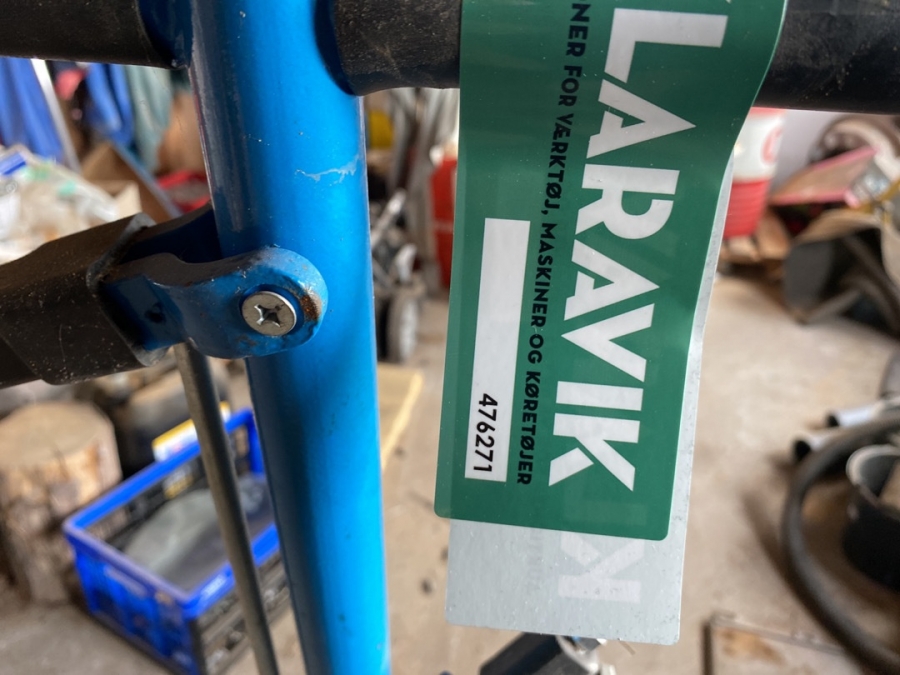 LARAVIK
NER FOR VÆRKTØJ, MASKINER OG KØRETØJER
476271